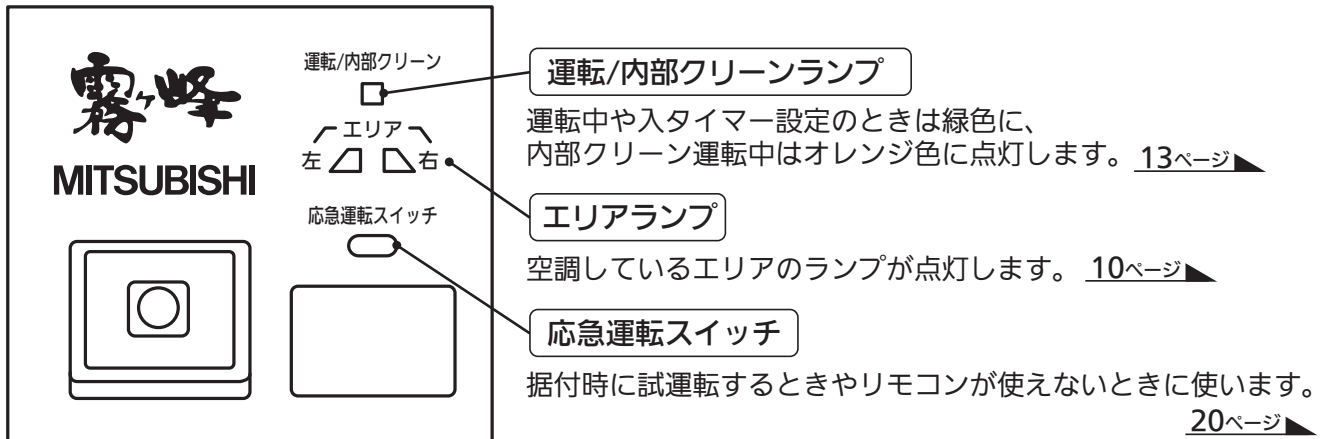 霧ヶ峰
MITSUBISHI
運転/内部クリーン
エリア
左 右
応急運転スイッチ
運転/内部クリーンランプ
運転中や入タイマー設定のときは緑色に、
内部クリーン運転中はオレンジ色に点灯します。 13ページ
エリアランプ
空調しているエリアのランプが点灯します。 10ページ
応急運転スイッチ
据付時に試運転するときやリモコンが使えないときに使います。
20ページ